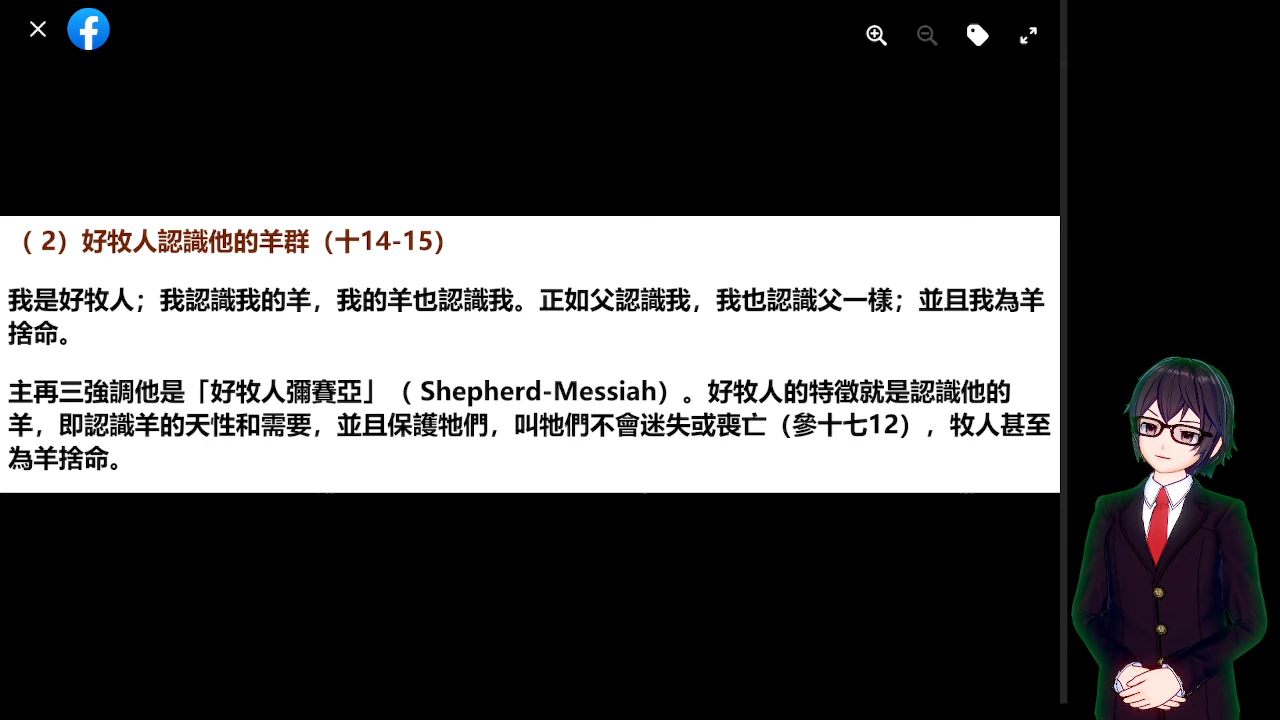 （ 2）好牧人認識他的羊群（十14-15）
我是好牧人；我認識我的羊，我的羊也認識我。正如父認識我，我也認識父一樣；並且我為羊
捨命。
主再三強調他是「好牧人彌賽亞」（ Shepherd-Messiah）。好牧人的特徵就是認識他的
羊，即認識羊的天性和需要，並且保護牠們，叫牠們不會迷失或喪亡（參十七12），牧人甚至
為羊捨命。